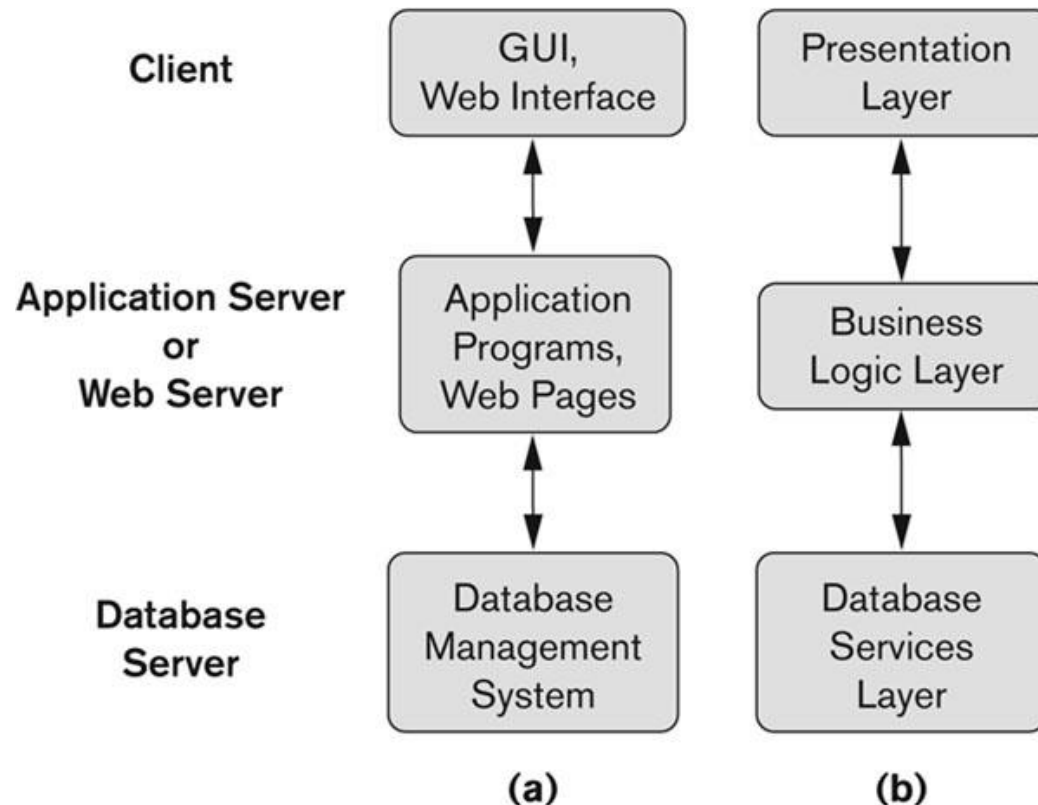 Client
GUI,
Web Interface
Presentation
Layer
Application Server
or
Web Server
Application
Programs,
Web Pages
Business
Logic Layer
Database
Server
Database
Management
System
Database
Services
Layer
(a)
(b)